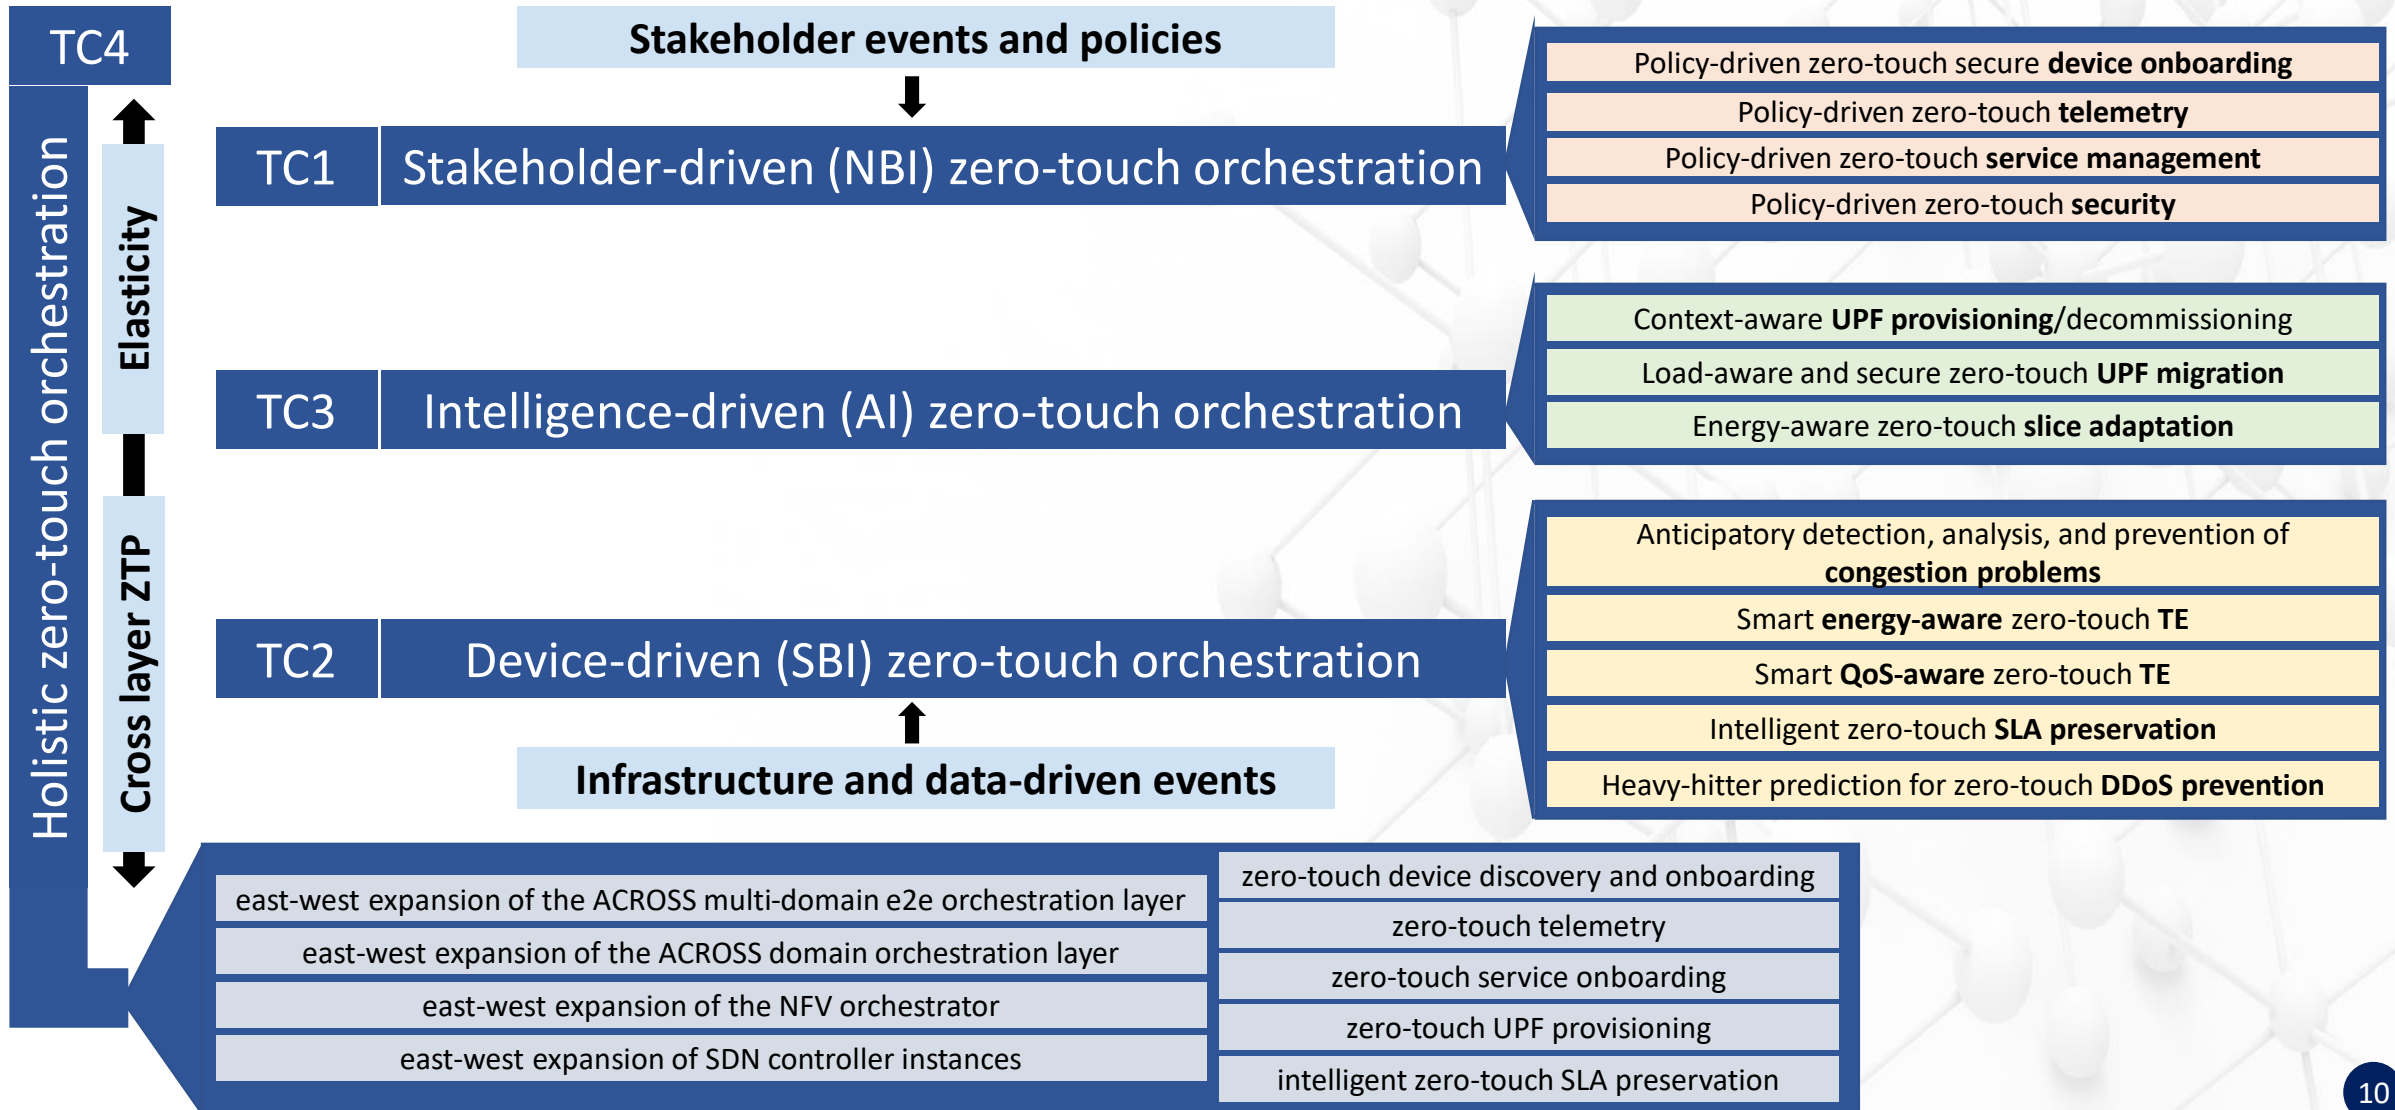 TC4
Holistic zero-touch orchestration
Elasticity
Cross layer ZTP
Stakeholder events and policies
TC1
Stakeholder-driven (NBI) zero-touch orchestration
Policy-driven zero-touch secure device onboarding
Policy-driven zero-touch telemetry
Policy-driven zero-touch service management
Policy-driven zero-touch security
TC3
Intelligence-driven (AI) zero-touch orchestration
Context-aware UPF provisioning/decommissioning
Load-aware and secure zero-touch UPF migration
Energy-aware zero-touch slice adaptation
TC2
Device-driven (SBI) zero-touch orchestration
Infrastructure and data-driven events
Anticipatory detection, analysis, and prevention of
congestion problems
Smart energy-aware zero-touch TE
Smart QoS-aware zero-touch TE
Intelligent zero-touch SLA preservation
Heavy-hitter prediction for zero-touch DDoS prevention
east-west expansion of the ACROSS multi-domain e2e orchestration layer
east-west expansion of the ACROSS domain orchestration layer
east-west expansion of the NFV orchestrator
east-west expansion of SDN controller instances
zero-touch device discovery and onboarding
zero-touch telemetry
zero-touch service onboarding
zero-touch UPF provisioning
intelligent zero-touch SLA preservation
10